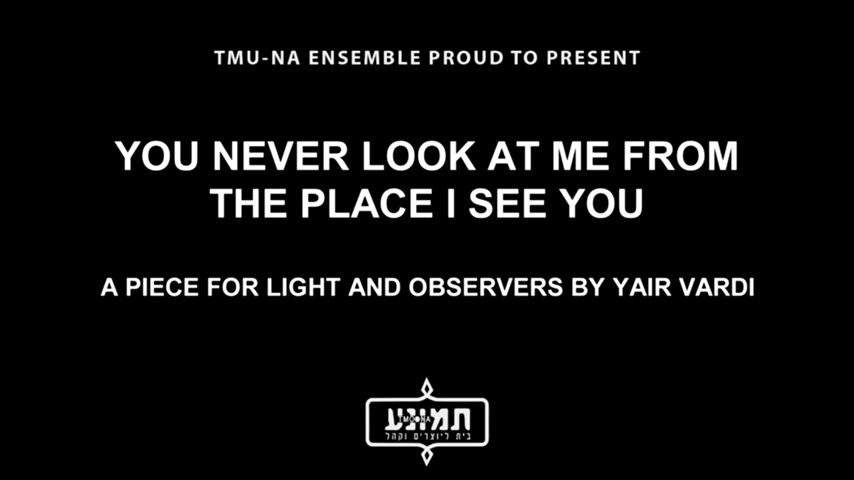 TMU-NA ENSEMBLE PROUD TO PRESENT
YOU NEVER LOOK AT ME FROM
THE PLACE I SEE YOU
A PIECE FOR LIGHT AND OBSERVERS BY YAIR VARDI
תמונע
TMOONA
בית ליוצרים וקהל